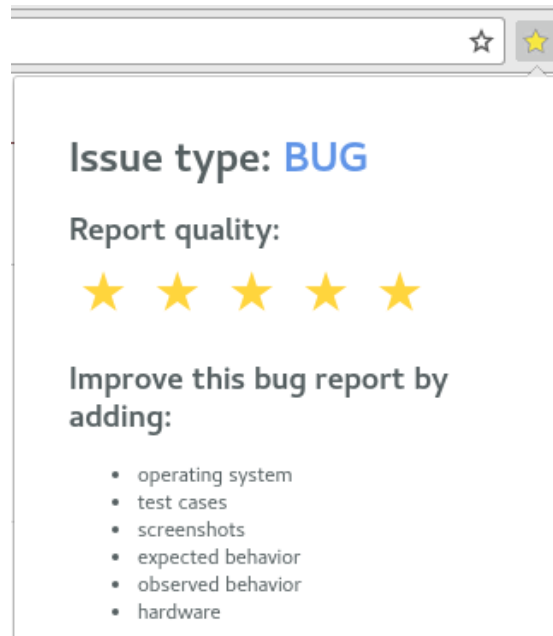 Issue type: BUG
Report quality:
Improve this bug report by
adding:
• operating system
• test cases
• screenshots
• expected behavior
• observed behavior
• hardware